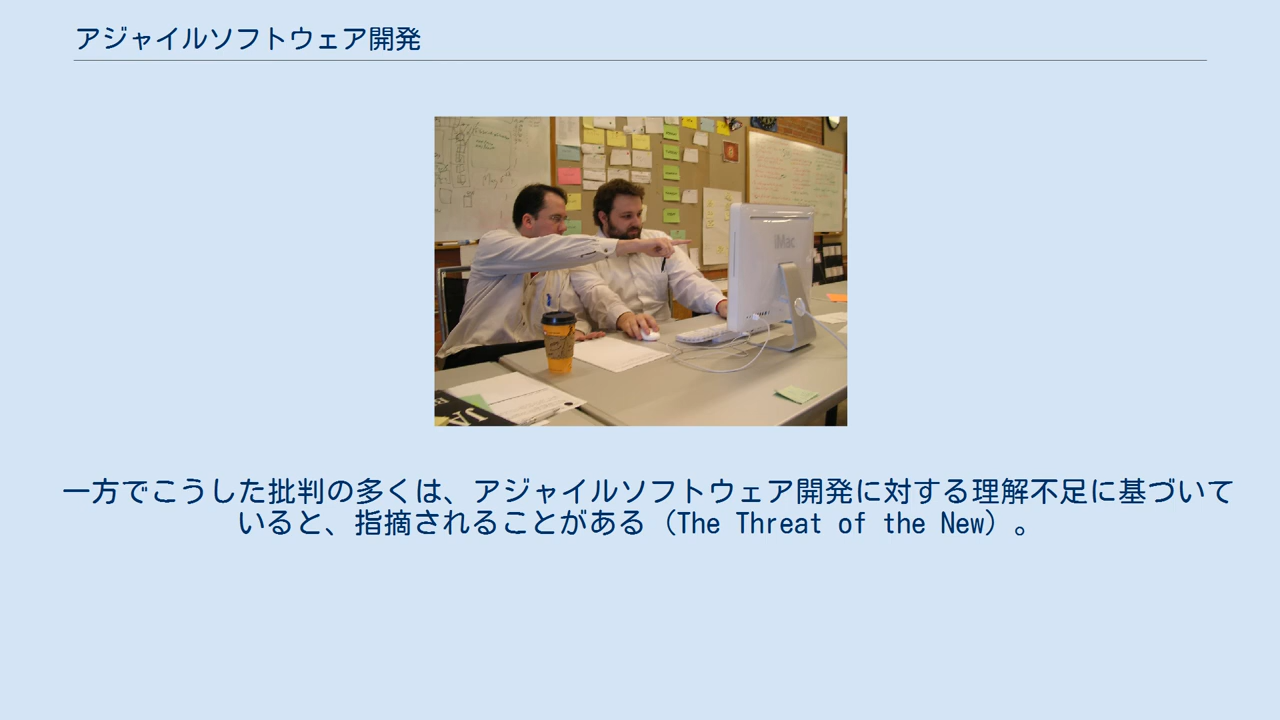 アジャイルソフトウェア開発
iMac
JA
一方でこうした批判の多くは、アジャイルソフトウェア開発に対する理解不足に基づいて
いると、指摘されることがある（The Threat of the New）。